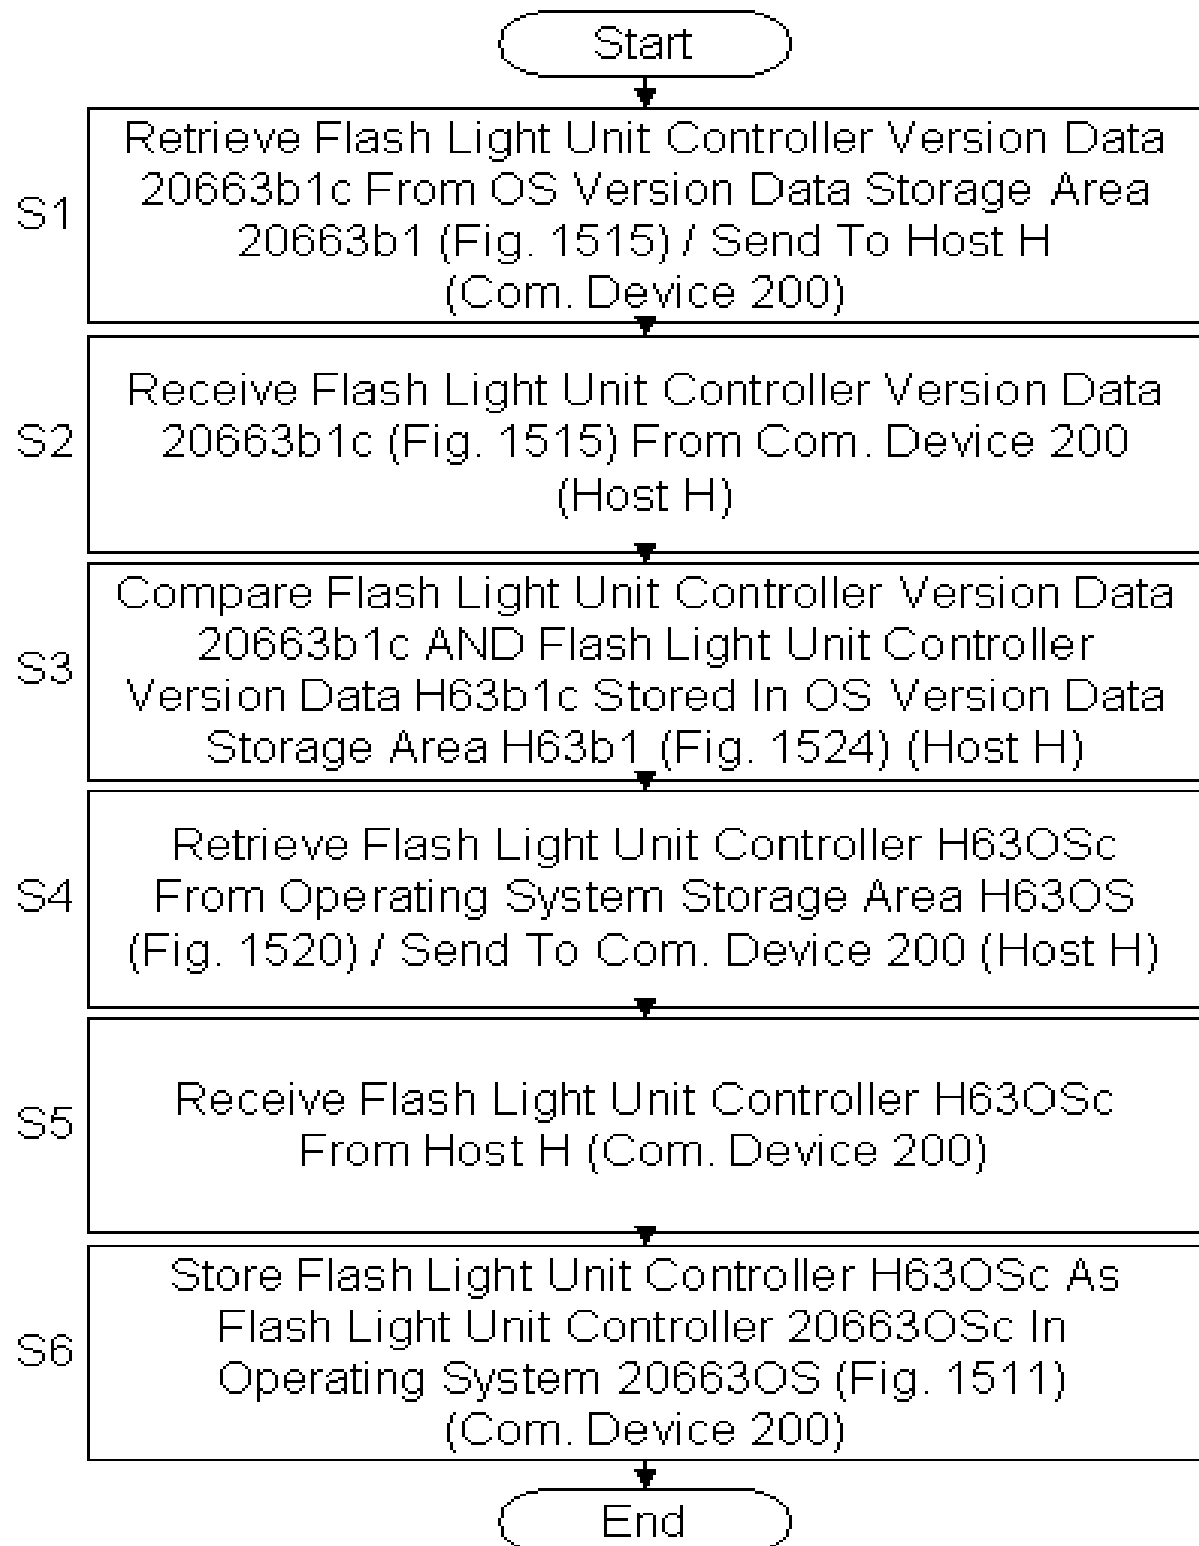 Start
S1
Retrieve Flash Light Unit Controller Version Data
20663b1c From OS Version Data Storage Area
20663b1 (Fig. 1515) / Send To Host H
(Com. Device 200)
S2
Receive Flash Light Unit Controller Version Data
20663b1c (Fig. 1515) From Com. Device 200
(Host H)
S3
Compare Flash Light Unit Controller Version Data
20663b1c AND Flash Light Unit Controller
Version Data H63b1c Stored In OS Version Data
Storage Area H63b1 (Fig. 1524) (Host H)
S4
Retrieve Flash Light Unit Controller H63OSc
From Operating System Storage Area H63OS
(Fig. 1520) / Send To Com. Device 200 (Host H)
S5
Receive Flash Light Unit Controller H63OSc
From Host H (Com. Device 200)
S6
Store Flash Light Unit Controller H63OSc As
Flash Light Unit Controller 20663OSc In
Operating System 20663OS (Fig. 1511)
(Com. Device 200)
End